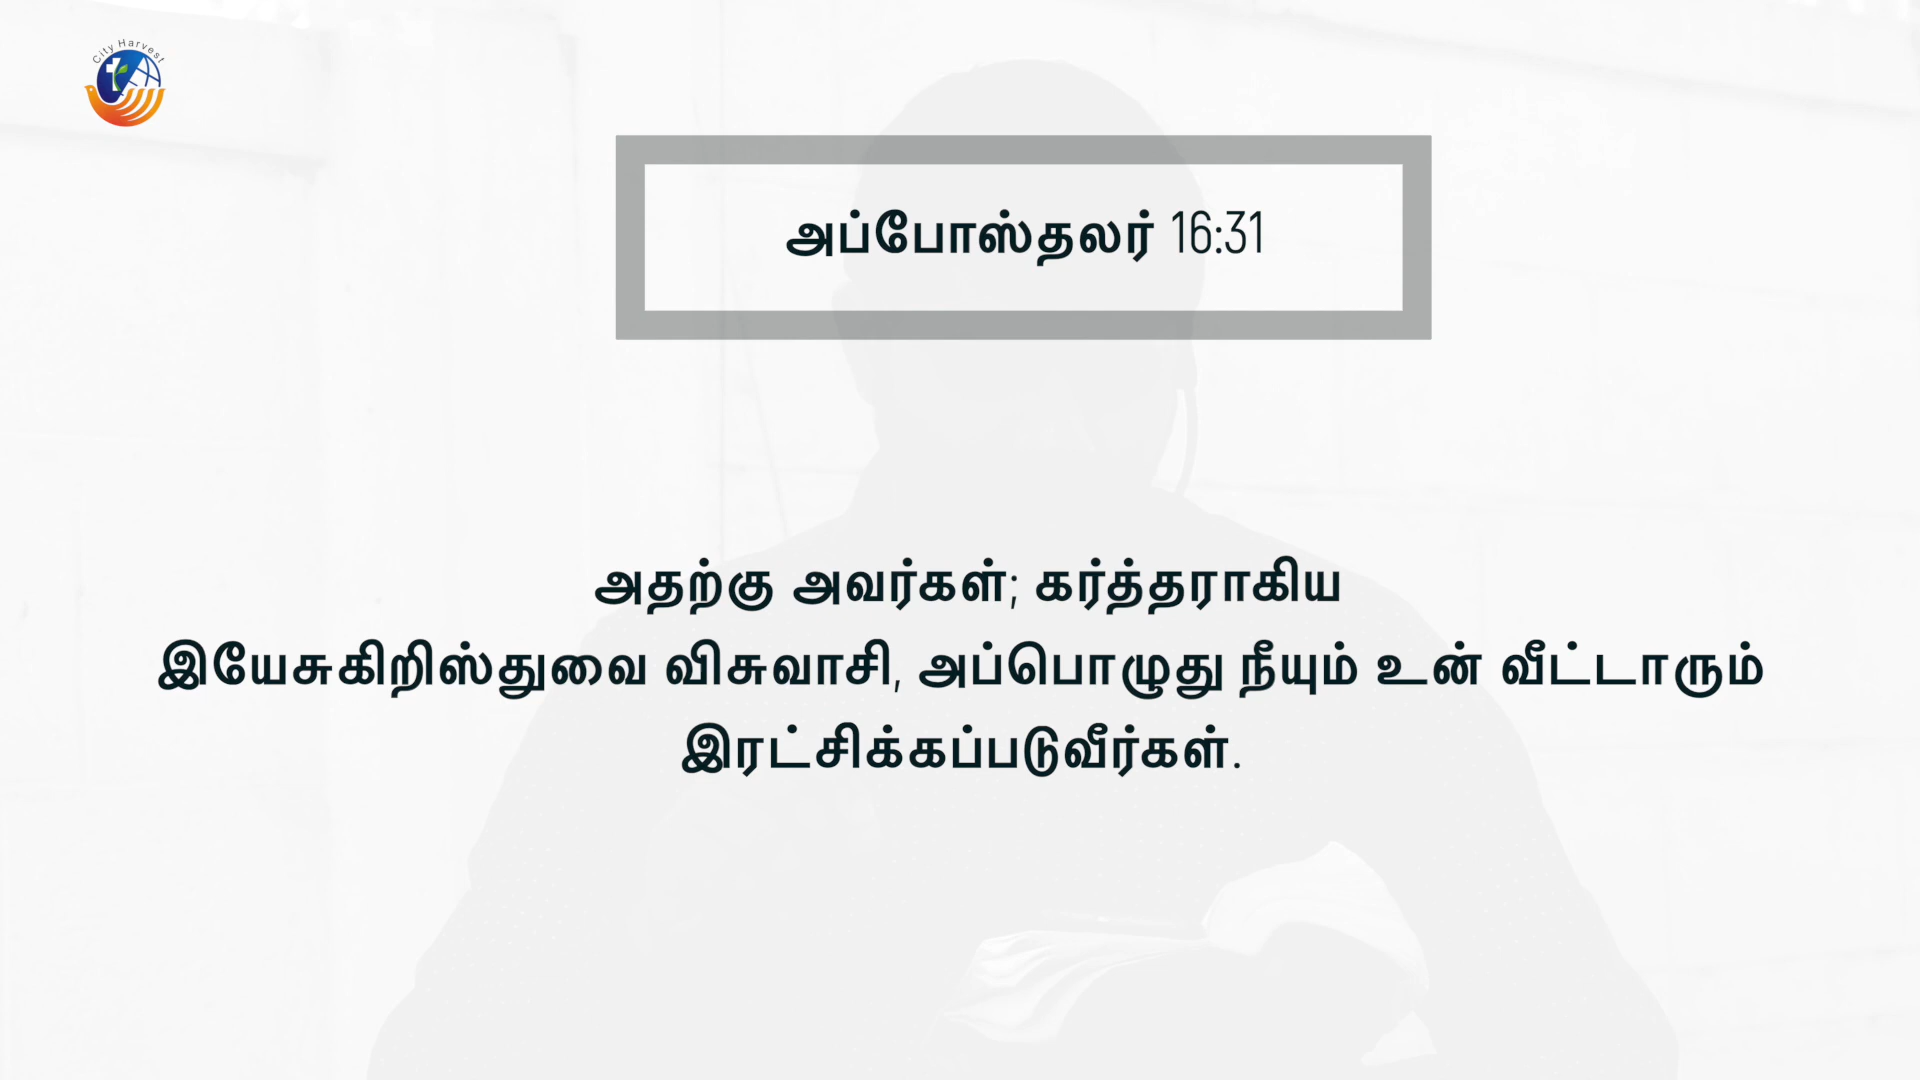 City Harvest
அப்போஸ்தலர் 16:31
அதற்கு அவர்கள்; கர்த்தராகிய
இயேசுகிறிஸ்துவை விசுவாசி, அப்பொழுது நீயும் உன் வீட்டாரும்
இரட்சிக்கப்படுவீர்கள்.